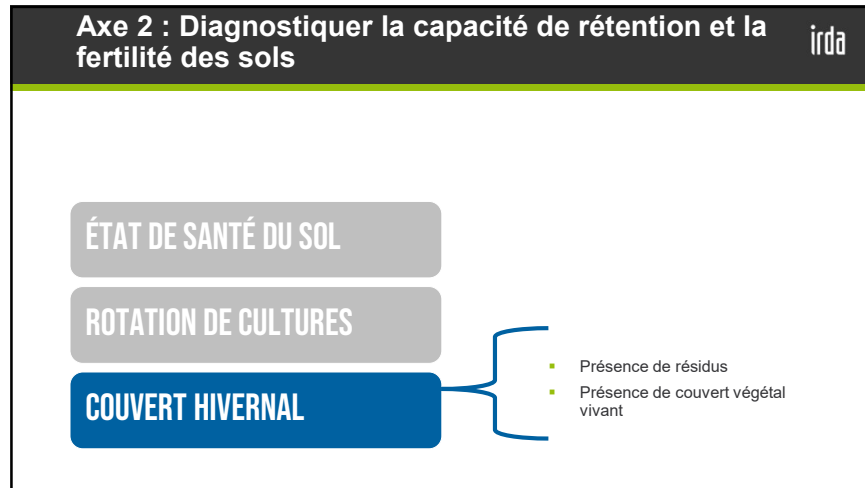 Axe 2 : Diagnostiquer la capacité de rétention et la
fertilité des sols
irda
ÉTAT DE SANTÉ DU SOL
ROTATION DE CULTURES
COUVERT HIVERNAL
▪ Présence de résidus
▪ Présence de couvert végétal
vivant